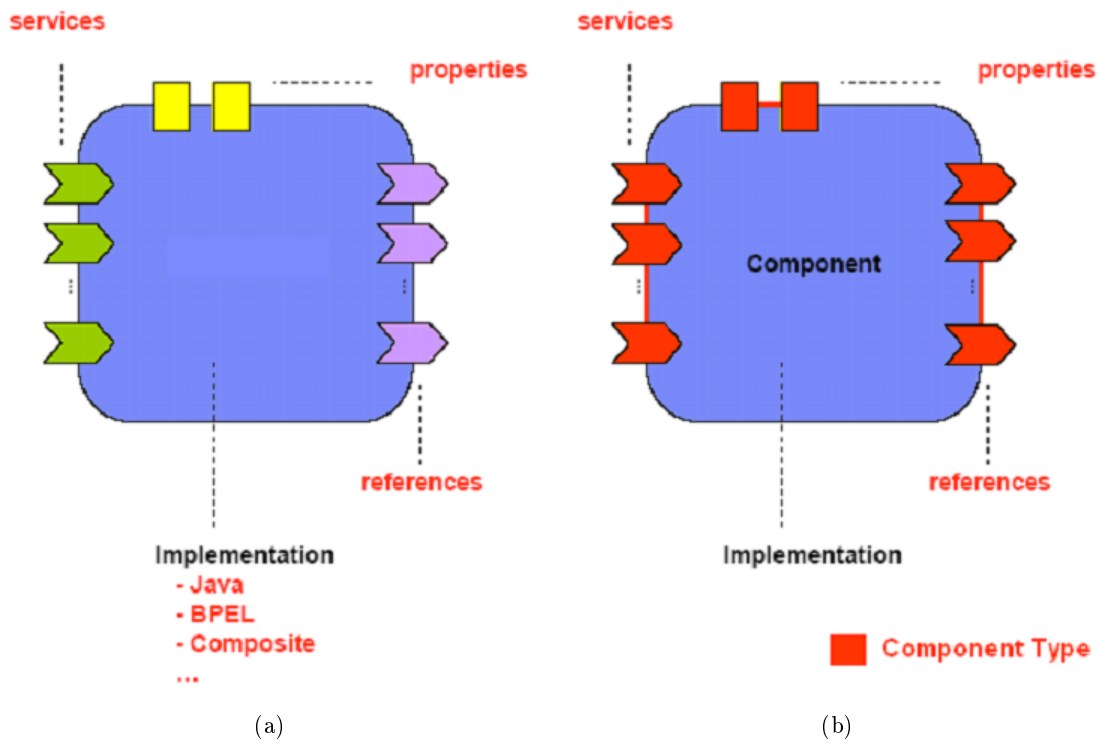 services
properties
references
Implementation
- Java
- BPEL
- Composite
...
(a)
services
properties
Component
references
Implementation
Component Type
(b)